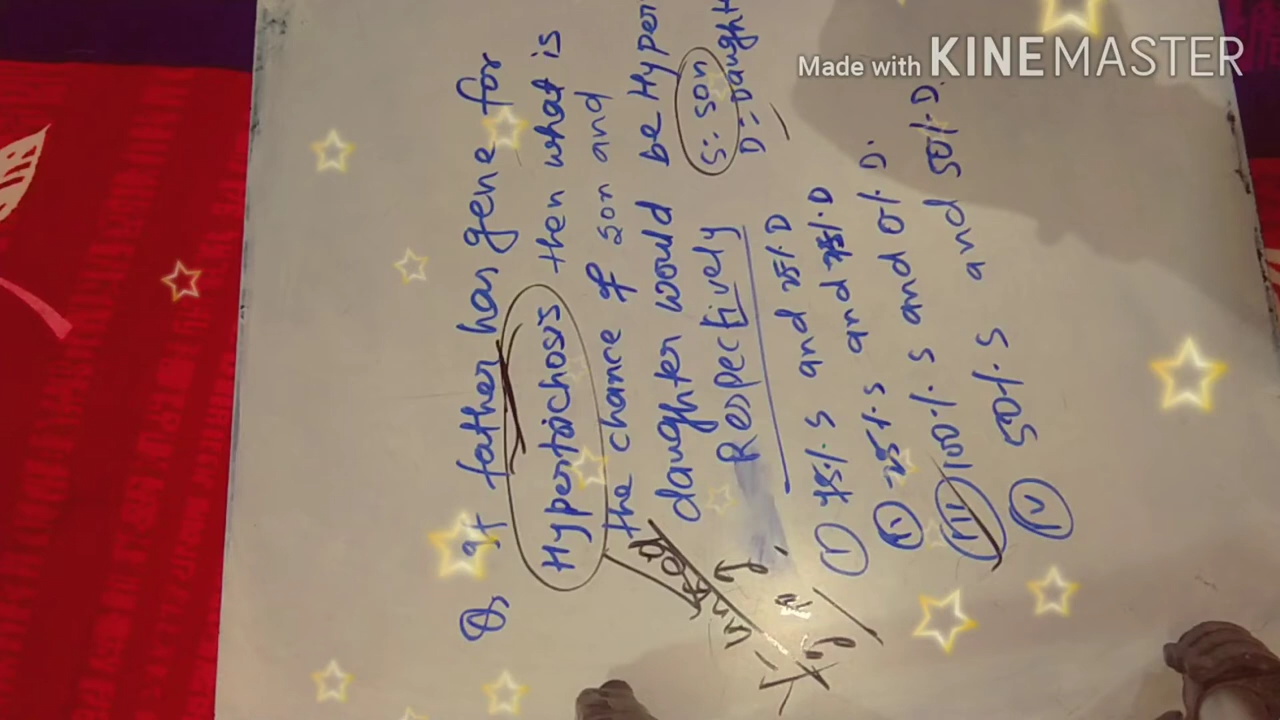 Made with KINEMASTER
Q, If father has gene for
Hypertrichosis then what is
the chance of son and
daughter would be Hyper
Respectively
S: son
D = Daught
I 75%. S and 25%. D
II 25%. S and 75%. D
III 100%. S and 0%. D.
IV 50%. S and 50%. D.
linked